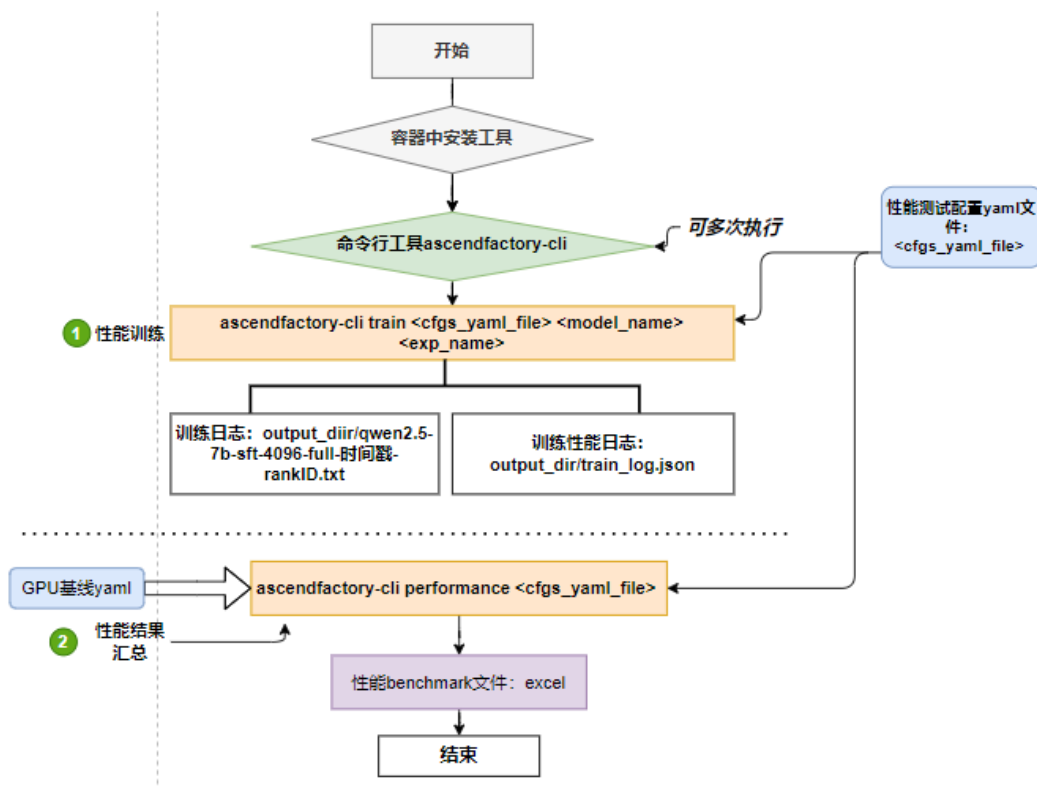 开始
容器中安装工具
命令行工具ascendfactory-cli
可多次执行
性能测试配置yaml文
件：
<cfgs_yaml_file>
1
性能训练
ascendfactory-cli train <cfgs_yaml_file> <model_name>
<exp_name>
训练日志：output_diir/qwen2.5-
7b-sft-4096-full-时间戳-
rankID.txt
训练性能日志：
output_dir/train_log.json
GPU基线yaml
ascendfactory-cli performance <cfgs_yaml_file>
2
性能结果
汇总
性能benchmark文件：excel
结束